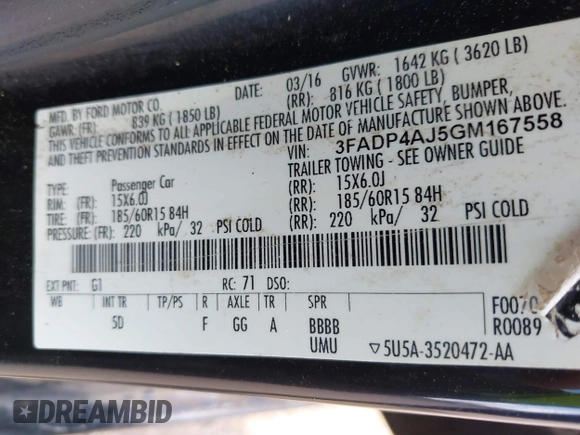 MFD. BY FORD MOTOR CO.
DATE: 03/16 GVWR: 1642 KG ( 3620 LB)
GAWR: (FR): 839 KG ( 1850 LB) (RR): 816 KG ( 1800 LB)
THIS VEHICLE CONFORMS TO ALL APPLICABLE FEDERAL MOTOR VEHICLE SAFETY, BUMPER,
AND THEFT PREVENTION STANDARDS IN EFFECT ON THE DATE OF MANUFACTURE SHOWN ABOVE.
VIN: 3FADP4AJ5GM167558
TRAILER TOWING - SEE OWNER GUIDE
TYPE: Passenger Car
RIM: (FR): 15X6.0J (RR): 15X6.0J
TIRE: (FR): 185/60R15 84H (RR): 185/60R15 84H
PRESSURE: (FR): 220 kPa/ 32 PSI COLD (RR): 220 kPa/ 32 PSI COLD
EXT PNT: G1 RC: 71 DSO:
WB INT TR TP/PS R AXLE TR SPR
5D F GG A BBBB
UMU
F0070
R0089
▽5U5A-3520472-AA
DREAMBID